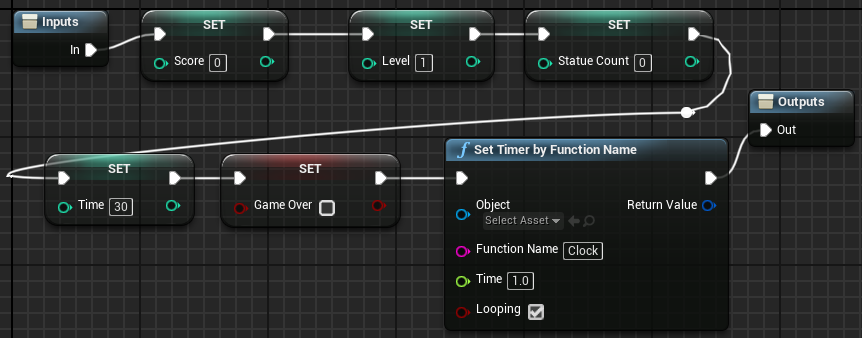 Inputs
In
SET
Score 0
SET
Level 1
SET
Statue Count 0
Outputs
Out
SET
Time 30
SET
Game Over
f Set Timer by Function Name
Object
Select Asset
Return Value
Function Name Clock
Time 1.0
Looping